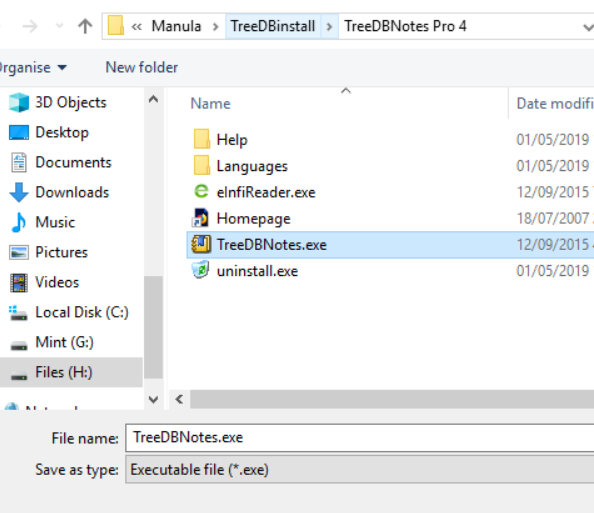 « Manula > TreeDBinstall > TreeDBNotes Pro 4
Organise New folder
3D Objects
Desktop
Documents
Downloads
Music
Pictures
Videos
Local Disk (C:)
Mint (G:)
Files (H:)
Name Date modifi
Help 01/05/2019
Languages 01/05/2019
eInfiReader.exe 12/09/2015
Homepage 18/07/2007
TreeDBNotes.exe 12/09/2015
uninstall.exe 01/05/2019
File name: TreeDBNotes.exe
Save as type: Executable file (*.exe)